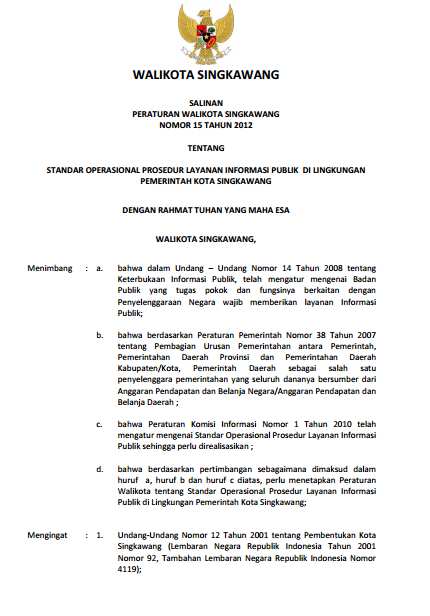 WALIKOTA SINGKAWANG
SALINAN
PERATURAN WALIKOTA SINGKAWANG
NOMOR 15 TAHUN 2012
TENTANG
STANDAR OPERASIONAL PROSEDUR LAYANAN INFORMASI PUBLIK DI LINGKUNGAN
PEMERINTAH KOTA SINGKAWANG
DENGAN RAHMAT TUHAN YANG MAHA ESA
WALIKOTA SINGKAWANG,
Menimbang : a. bahwa dalam Undang – Undang Nomor 14 Tahun 2008 tentang
Keterbukaan Informasi Publik, telah mengatur mengenai Badan
Publik yang tugas pokok dan fungsinya berkaitan dengan
Penyelenggaraan Negara wajib memberikan layanan Informasi
Publik;
b. bahwa berdasarkan Peraturan Pemerintah Nomor 38 Tahun 2007
tentang Pembagian Urusan Pemerintahan antara Pemerintah,
Pemerintahan Daerah Provinsi dan Pemerintahan Daerah
Kabupaten/Kota, Pemerintah Daerah sebagai salah satu
penyelenggara pemerintahan yang seluruh dananya bersumber dari
Anggaran Pendapatan dan Belanja Negara/Anggaran Pendapatan dan
Belanja Daerah ;
c. bahwa Peraturan Komisi Informasi Nomor 1 Tahun 2010 telah
mengatur mengenai Standar Operasional Prosedur Layanan Informasi
Publik sehingga perlu direalisasikan ;
d. bahwa berdasarkan pertimbangan sebagaimana dimaksud dalam
huruf a, huruf b dan huruf c diatas, perlu menetapkan Peraturan
Walikota tentang Standar Operasional Prosedur Layanan Informasi
Publik di Lingkungan Pemerintah Kota Singkawang;
Mengingat : 1. Undang-Undang Nomor 12 Tahun 2001 tentang Pembentukan Kota
Singkawang (Lembaran Negara Republik Indonesia Tahun 2001
Nomor 92, Tambahan Lembaran Negara Republik Indonesia Nomor
4119);